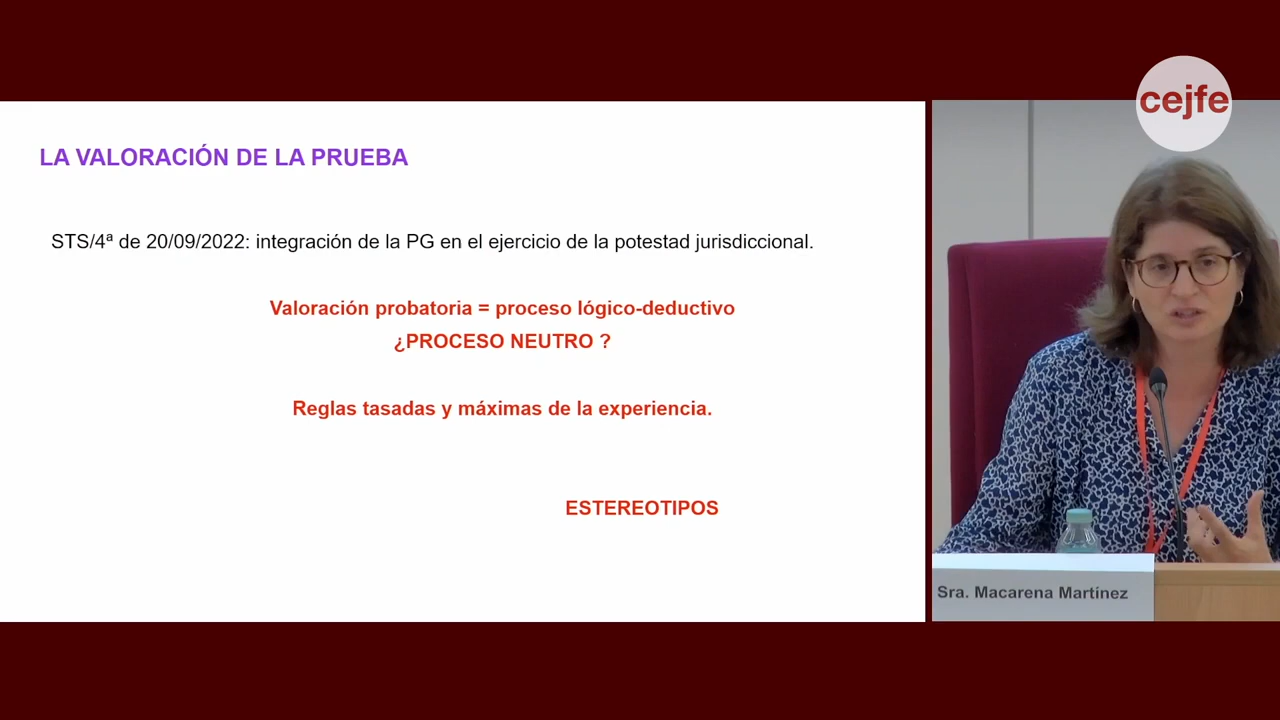 cejfe
LA VALORACIÓN DE LA PRUEBA
STS/4ª de 20/09/2022: integración de la PG en el ejercicio de la potestad jurisdiccional.
Valoración probatoria = proceso lógico-deductivo
¿PROCESO NEUTRO ?
Reglas tasadas y máximas de la experiencia.
ESTEREOTIPOS
Sra. Macarena Martínez